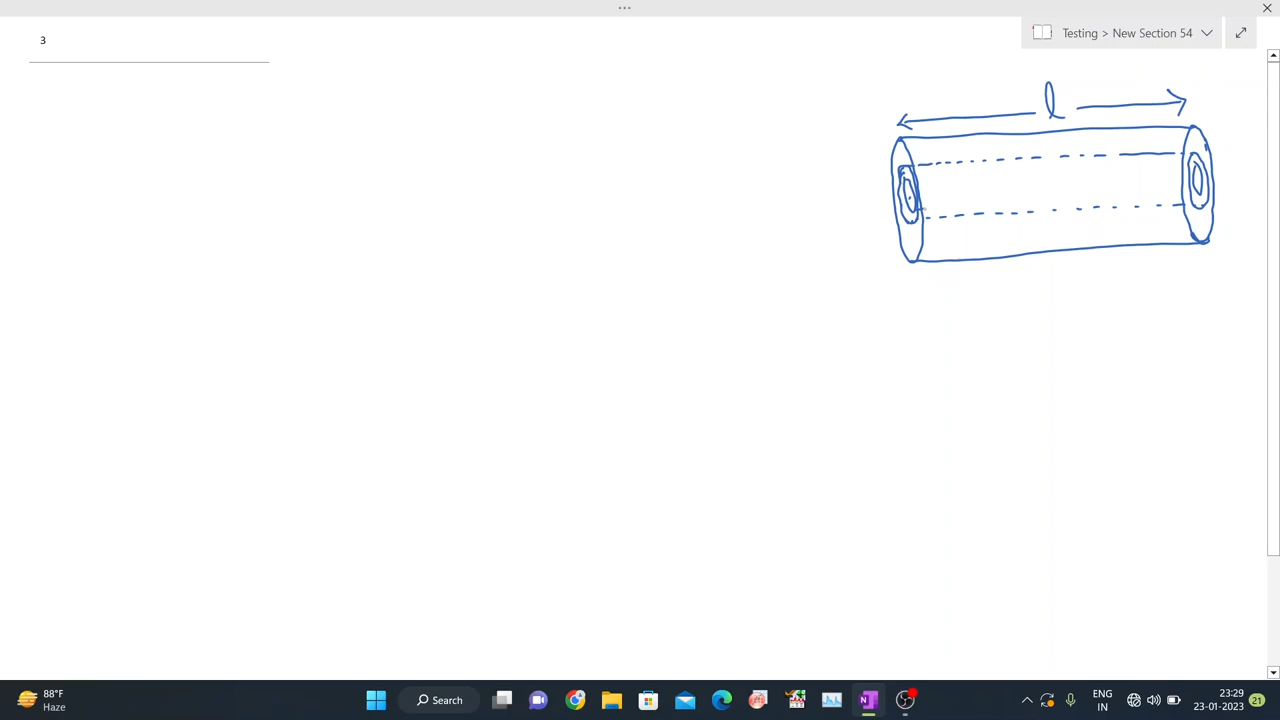 3
Testing > New Section 54
l
88°F
Haze
Search
ENG
IN
23:29
23-01-2023
21